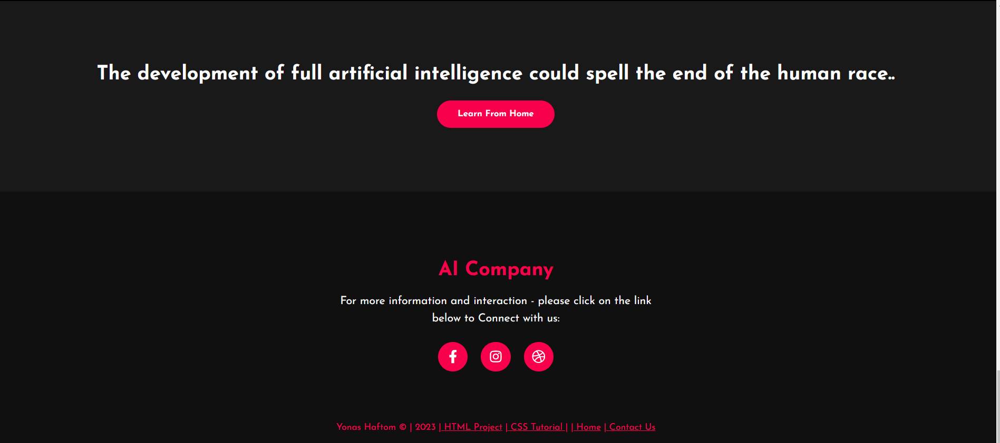 The development of full artificial intelligence could spell the end of the human race..
Learn From Home
AI Company
For more information and interaction - please click on the link
below to Connect with us:
Yonas Haftom © | 2023 | HTML Project | CSS Tutorial | | Home | Contact Us